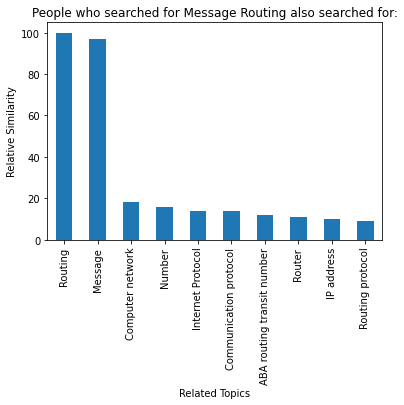 People who searched for Message Routing also searched for:
Relative Similarity
100
80
60
40
20
0
Routing
Message
Computer network
Number
Internet Protocol
Communication protocol
ABA routing transit number
Router
IP address
Routing protocol
Related Topics